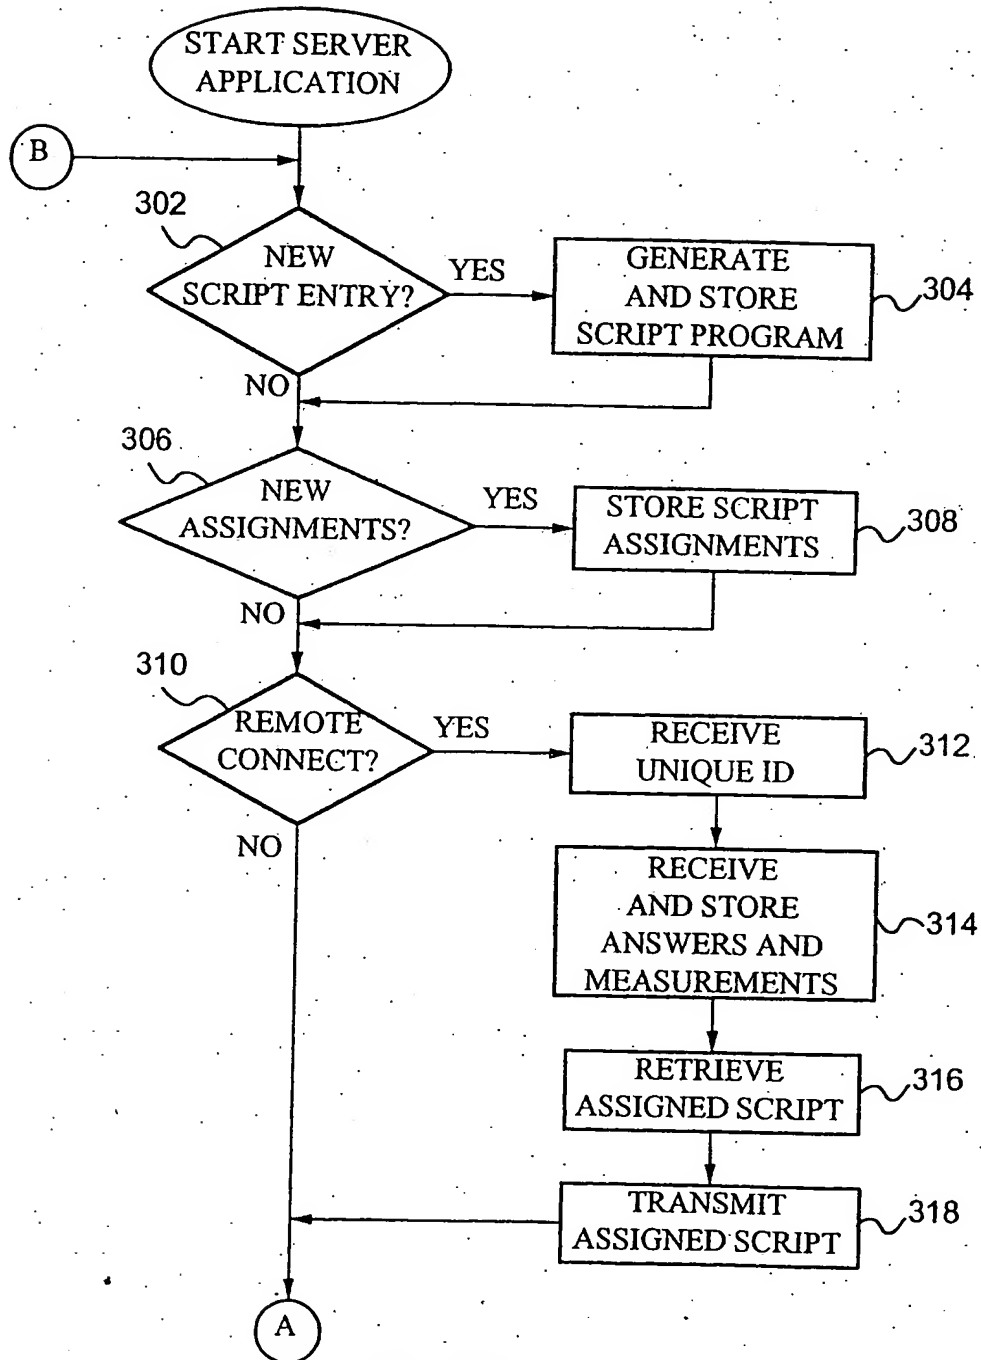 START SERVER
APPLICATION
B
302
NEW
SCRIPT ENTRY?
YES
GENERATE
AND STORE
SCRIPT PROGRAM
304
NO
306
NEW
ASSIGNMENTS?
YES
STORE SCRIPT
ASSIGNMENTS
308
NO
310
REMOTE
CONNECT?
YES
RECEIVE
UNIQUE ID
312
NO
RECEIVE
AND STORE
ANSWERS AND
MEASUREMENTS
314
RETRIEVE
ASSIGNED SCRIPT
316
TRANSMIT
ASSIGNED SCRIPT
318
A